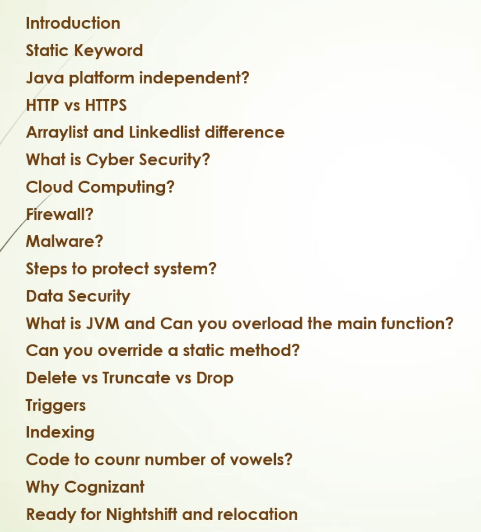 Introduction
Static Keyword
Java platform independent?
HTTP vs HTTPS
Arraylist and Linkedlist difference
What is Cyber Security?
Cloud Computing?
Firewall?
Malware?
Steps to protect system?
Data Security
What is JVM and Can you overload the main function?
Can you override a static method?
Delete vs Truncate vs Drop
Triggers
Indexing
Code to counr number of vowels?
Why Cognizant
Ready for Nightshift and relocation